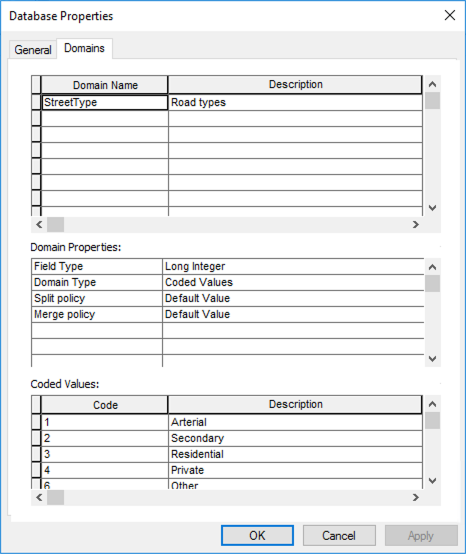 Database Properties
General Domains
Domain Name Description
StreetType Road types
Domain Properties:
Field Type Long Integer
Domain Type Coded Values
Split policy Default Value
Merge policy Default Value
Coded Values:
Code Description
1 Arterial
2 Secondary
3 Residential
4 Private
6 Other
OK Cancel Apply